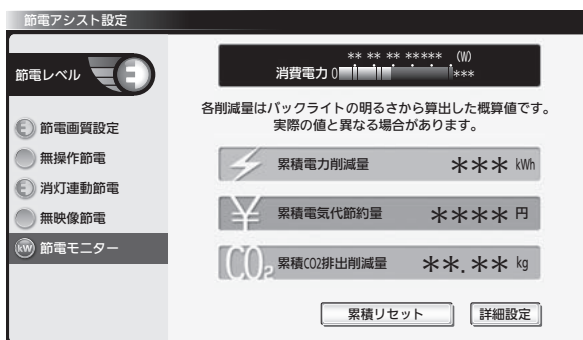 節電アシスト設定
節電レベル
節電画質設定
無操作節電
消灯連動節電
無映像節電
kW 節電モニター
** ** ** ***** (W)
消費電力 0 ***
各削減量はバックライトの明るさから算出した概算値です。
実際の値と異なる場合があります。
累積電力削減量 *** kWh
¥ 累積電気代節約量 **** 円
CO2 累積CO2排出削減量 **.** kg
累積リセット 詳細設定